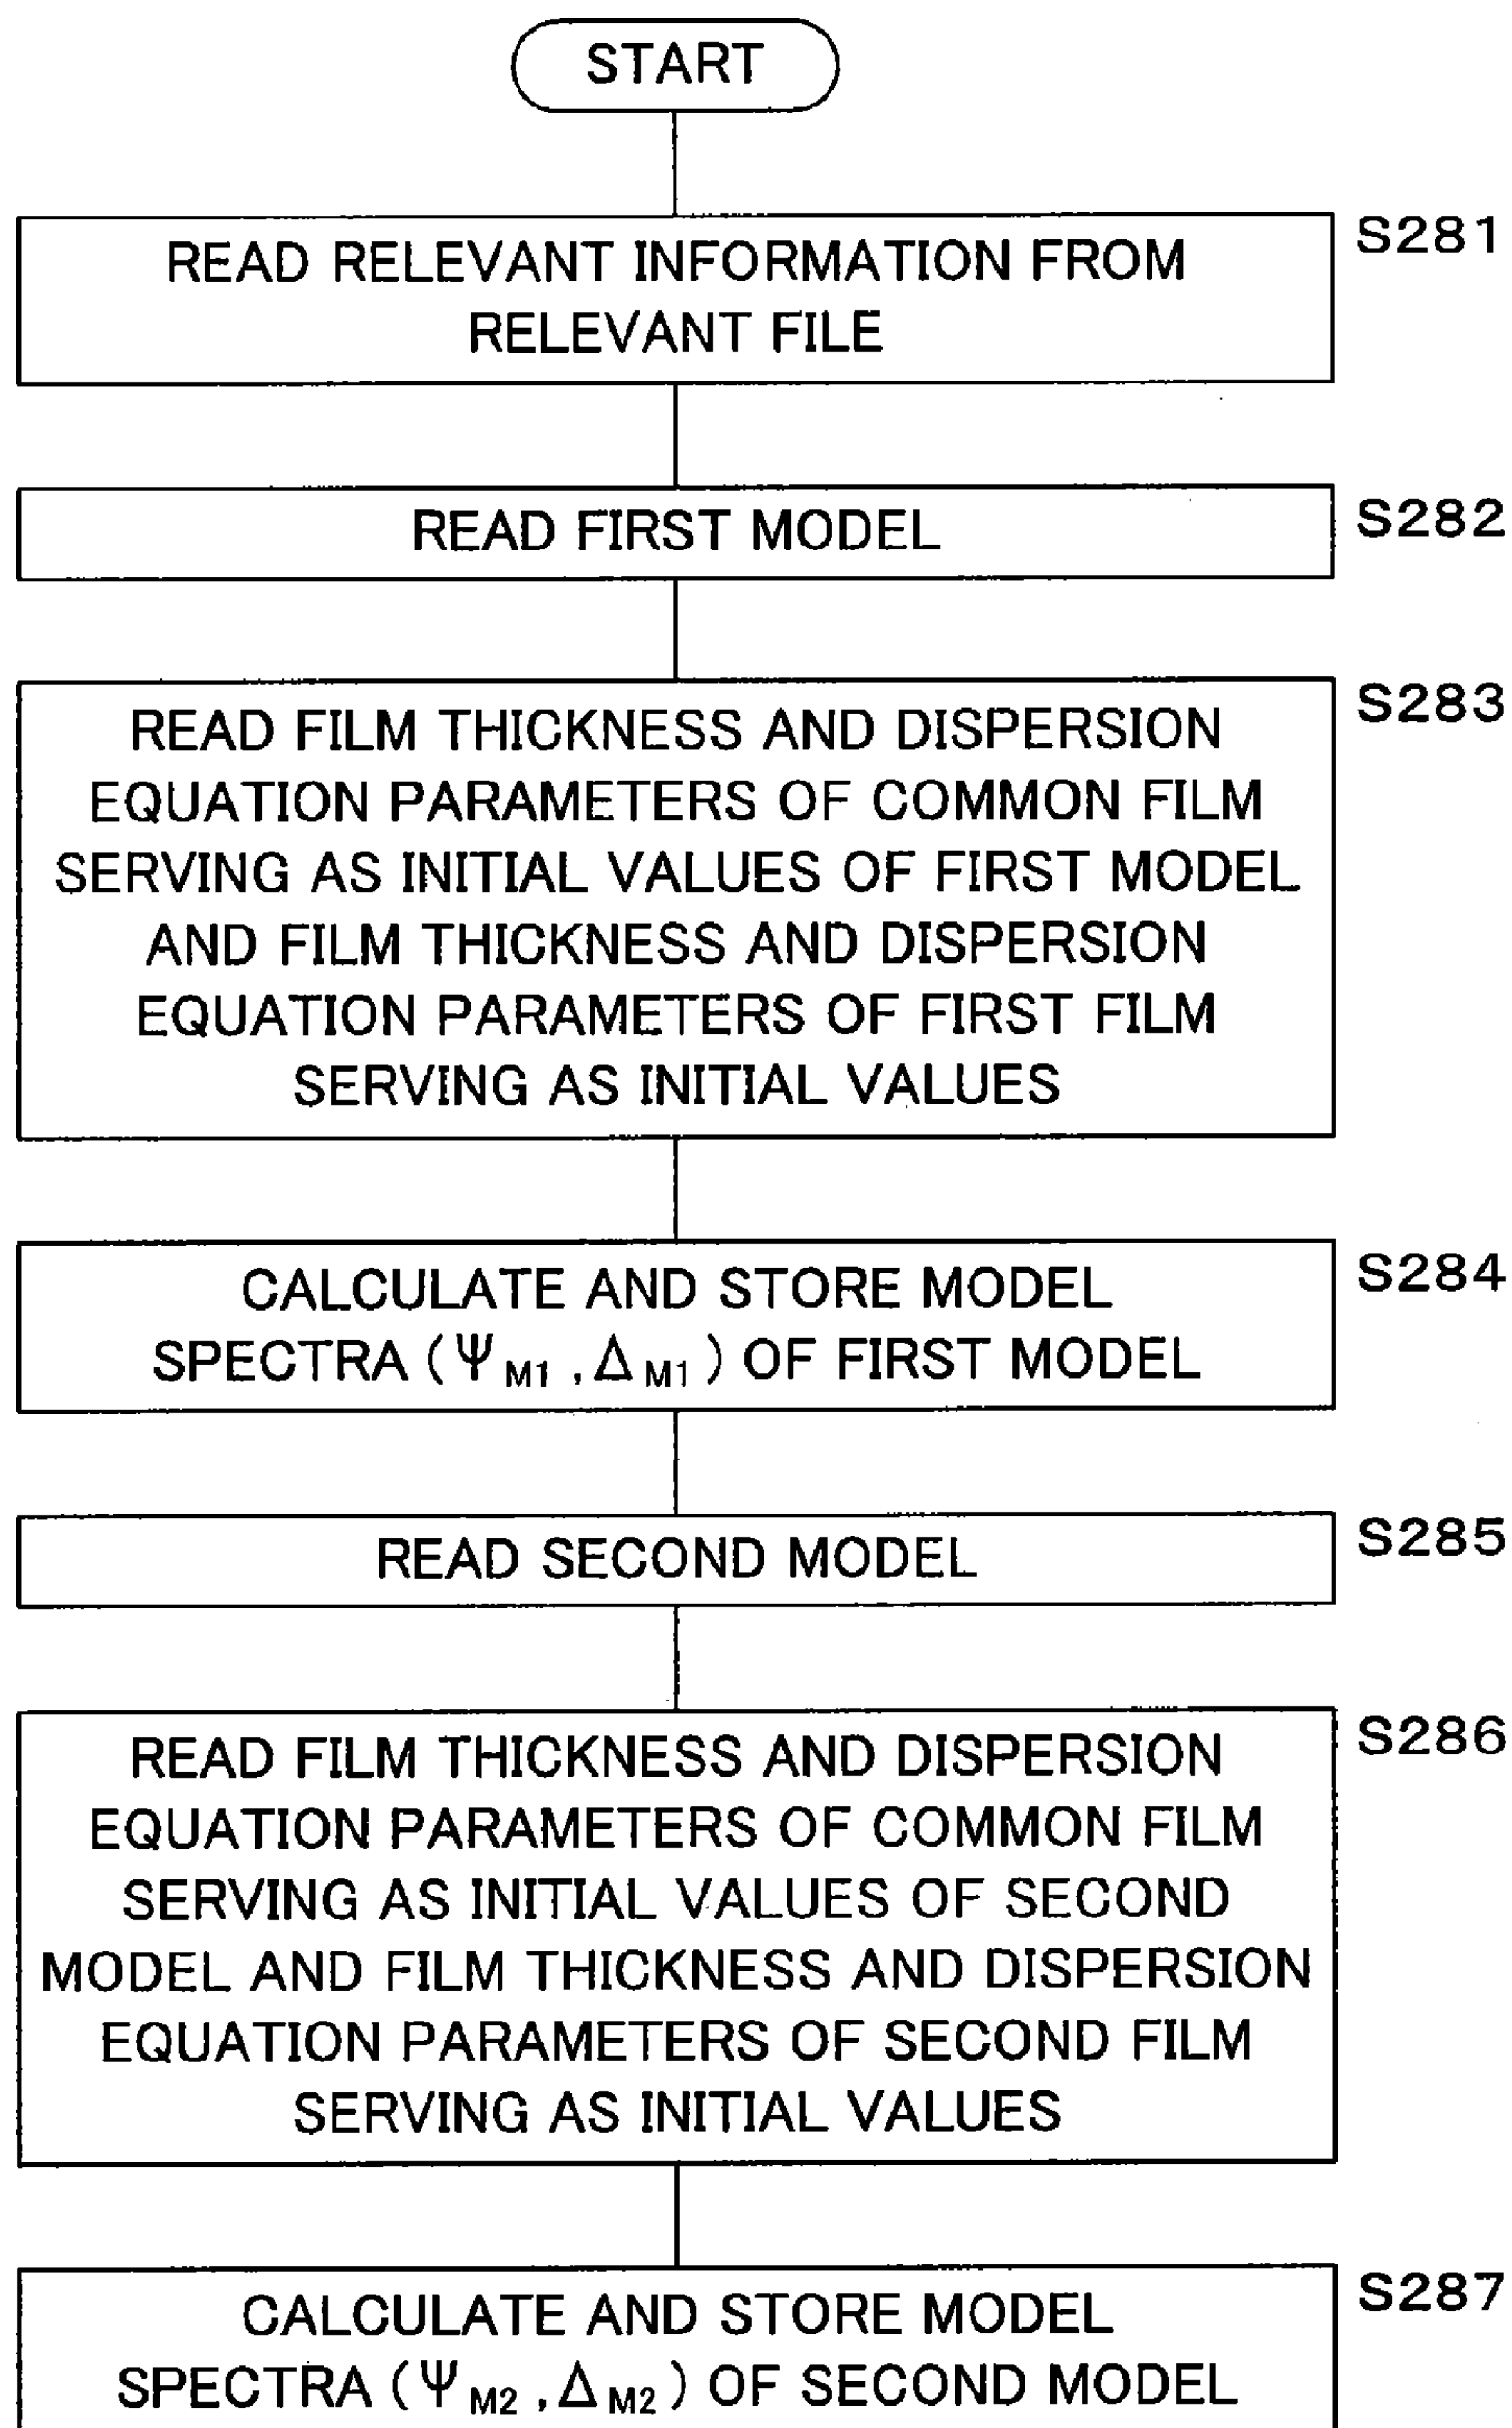 START
S281
READ RELEVANT INFORMATION FROM
RELEVANT FILE
S282
READ FIRST MODEL
S283
READ FILM THICKNESS AND DISPERSION
EQUATION PARAMETERS OF COMMON FILM
SERVING AS INITIAL VALUES OF FIRST MODEL
AND FILM THICKNESS AND DISPERSION
EQUATION PARAMETERS OF FIRST FILM
SERVING AS INITIAL VALUES
S284
CALCULATE AND STORE MODEL
SPECTRA (Ψ M1 , Δ M1 ) OF FIRST MODEL
S285
READ SECOND MODEL
S286
READ FILM THICKNESS AND DISPERSION
EQUATION PARAMETERS OF COMMON FILM
SERVING AS INITIAL VALUES OF SECOND
MODEL AND FILM THICKNESS AND DISPERSION
EQUATION PARAMETERS OF SECOND FILM
SERVING AS INITIAL VALUES
S287
CALCULATE AND STORE MODEL
SPECTRA (Ψ M2 , Δ M2 ) OF SECOND MODEL